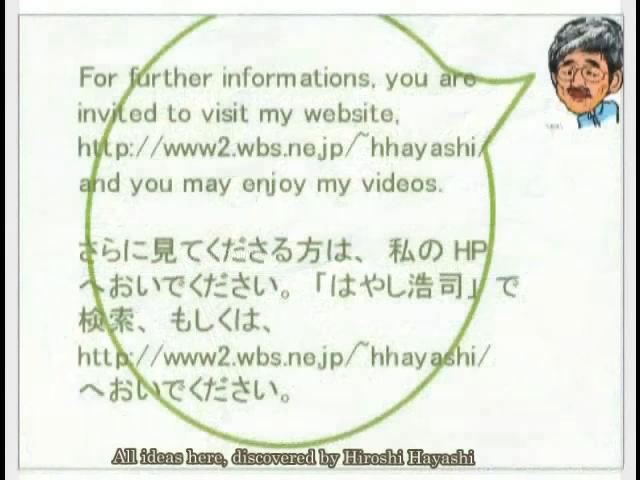 For further informations, you are
invited to visit my website,
http://www2.wbs.ne.jp/~hhayashi/
and you may enjoy my videos.
さらに見てくださる方は、私の HP
へおいでください。「はやし浩司」で
検索、もしくは、
http://www2.wbs.ne.jp/~hhayashi/
へおいでください。
All ideas here, discovered by Hiroshi Hayashi